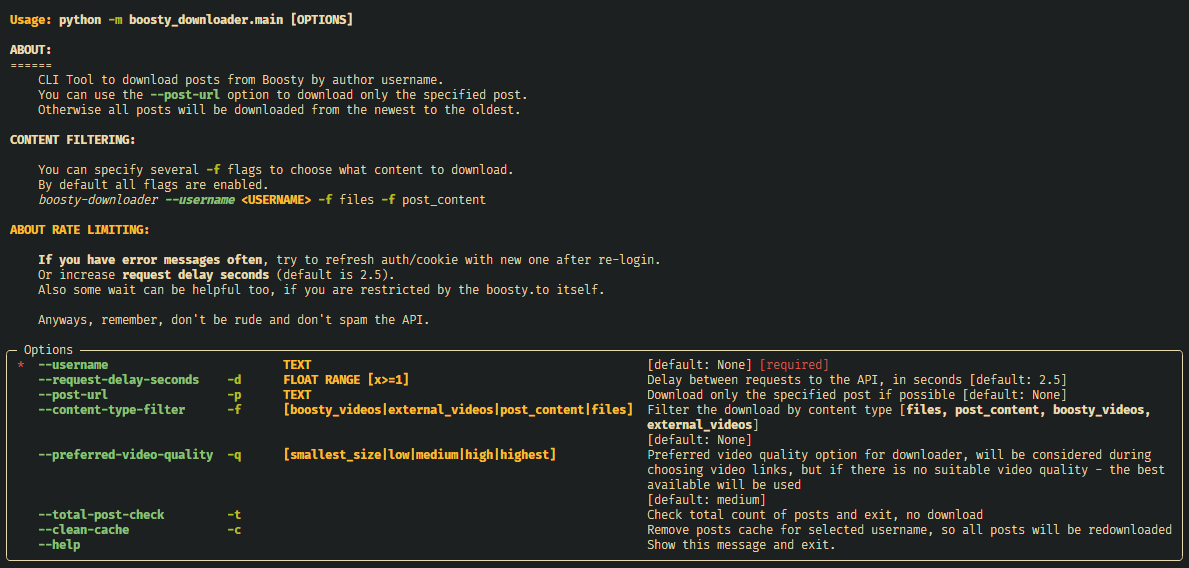 Usage: python -m boosty_downloader.main [OPTIONS]
ABOUT:
======
CLI Tool to download posts from Boosty by author username.
You can use the --post-url option to download only the specified post.
Otherwise all posts will be downloaded from the newest to the oldest.
CONTENT FILTERING:
You can specify several -f flags to choose what content to download.
By default all flags are enabled.
boosty-downloader --username <USERNAME> -f files -f post_content
ABOUT RATE LIMITING:
If you have error messages often, try to refresh auth/cookie with new one after re-login.
Or increase request delay seconds (default is 2.5).
Also some wait can be helpful too, if you are restricted by the boosty.to itself.
Anyways, remember, don't be rude and don't spam the API.
Options
* --username TEXT [default: None] [required]
--request-delay-seconds -d FLOAT RANGE [x>=1] Delay between requests to the API, in seconds [default: 2.5]
--post-url -p TEXT Download only the specified post if possible [default: None]
--content-type-filter -f [boosty_videos|external_videos|post_content|files] Filter the download by content type [files, post_content, boosty_videos,
external_videos]
[default: None]
--preferred-video-quality -q [smallest_size|low|medium|high|highest] Preferred video quality option for downloader, will be considered during
choosing video links, but if there is no suitable video quality - the best
available will be used
[default: medium]
--total-post-check -t Check total count of posts and exit, no download
--clean-cache -c Remove posts cache for selected username, so all posts will be redownloaded
--help Show this message and exit.